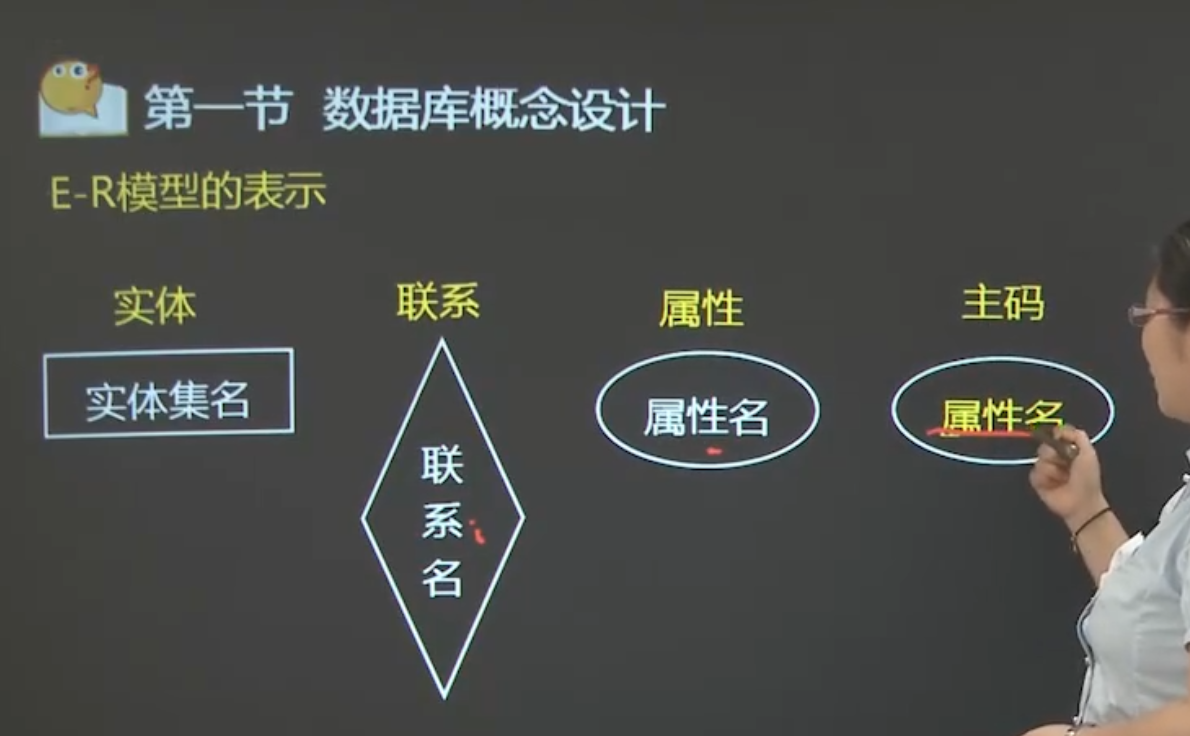 第一节 数据库概念设计
E-R模型的表示
实体 联系 属性 主码
实体集名
联系名
属性名
属性名